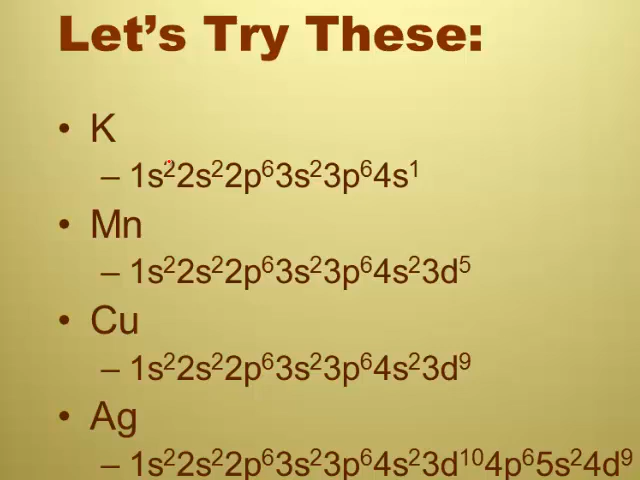 Let's Try These:
• K
– 1s²2s²2p⁶3s²3p⁶4s¹
• Mn
– 1s²2s²2p⁶3s²3p⁶4s²3d⁵
• Cu
– 1s²2s²2p⁶3s²3p⁶4s²3d⁹
• Ag
– 1s²2s²2p⁶3s²3p⁶4s²3d¹⁰4p⁶5s²4d⁹